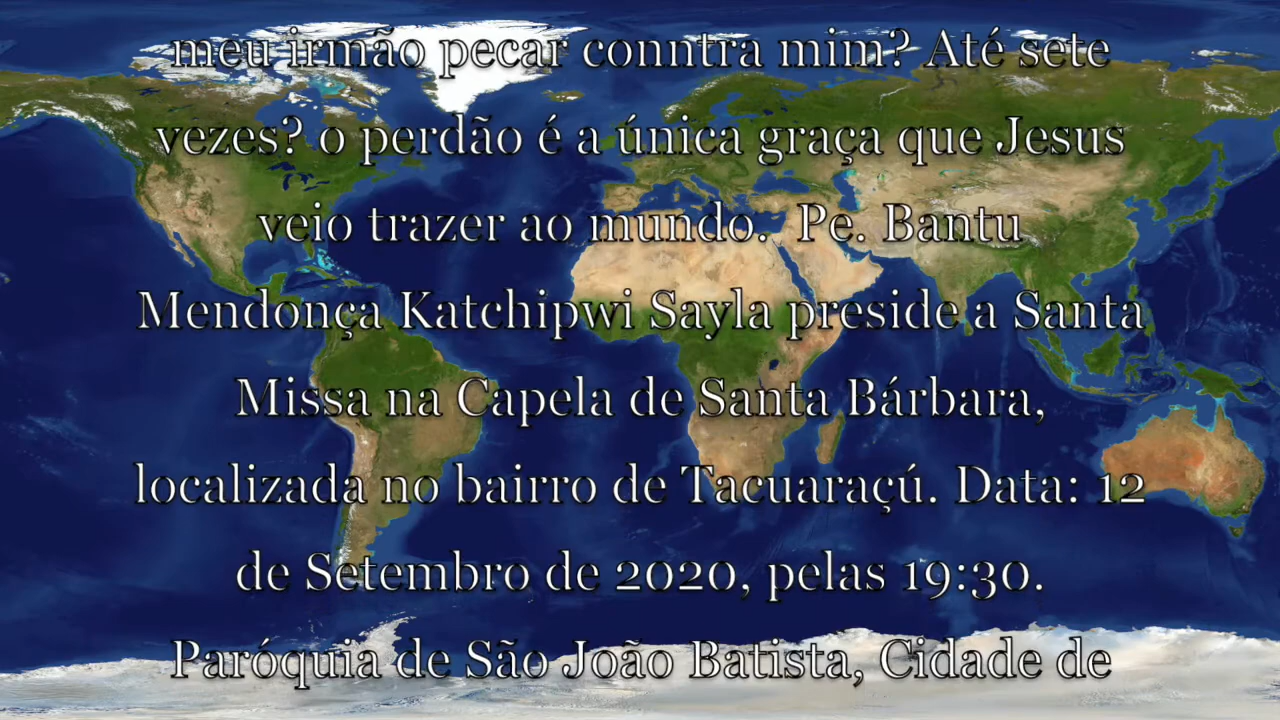 meu irmão pecar conntra mim? Até sete
vezes? o perdão é a única graça que Jesus
veio trazer ao mundo.  Pe. Bantu
Mendonça Katchipwi Sayla preside a Santa
Missa na Capela de Santa Bárbara,
localizada no bairro de Tacuaraçú. Data: 12
de Setembro de 2020, pelas 19:30.
Paróquia de São João Batista, Cidade de